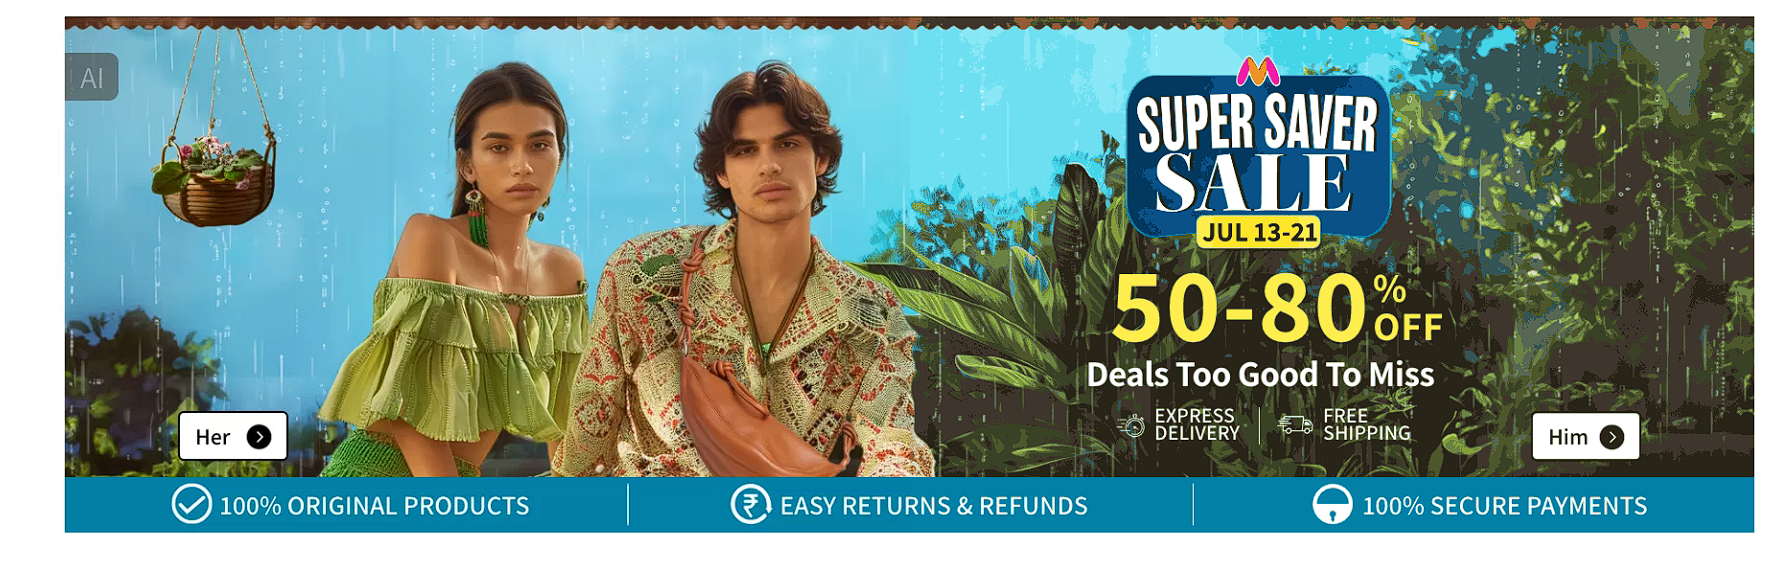 AI
SUPER SAVER
SALE
JUL 13-21
50-80% OFF
Deals Too Good To Miss
EXPRESS
DELIVERY
FREE
SHIPPING
Her
Him
100% ORIGINAL PRODUCTS
EASY RETURNS & REFUNDS
100% SECURE PAYMENTS